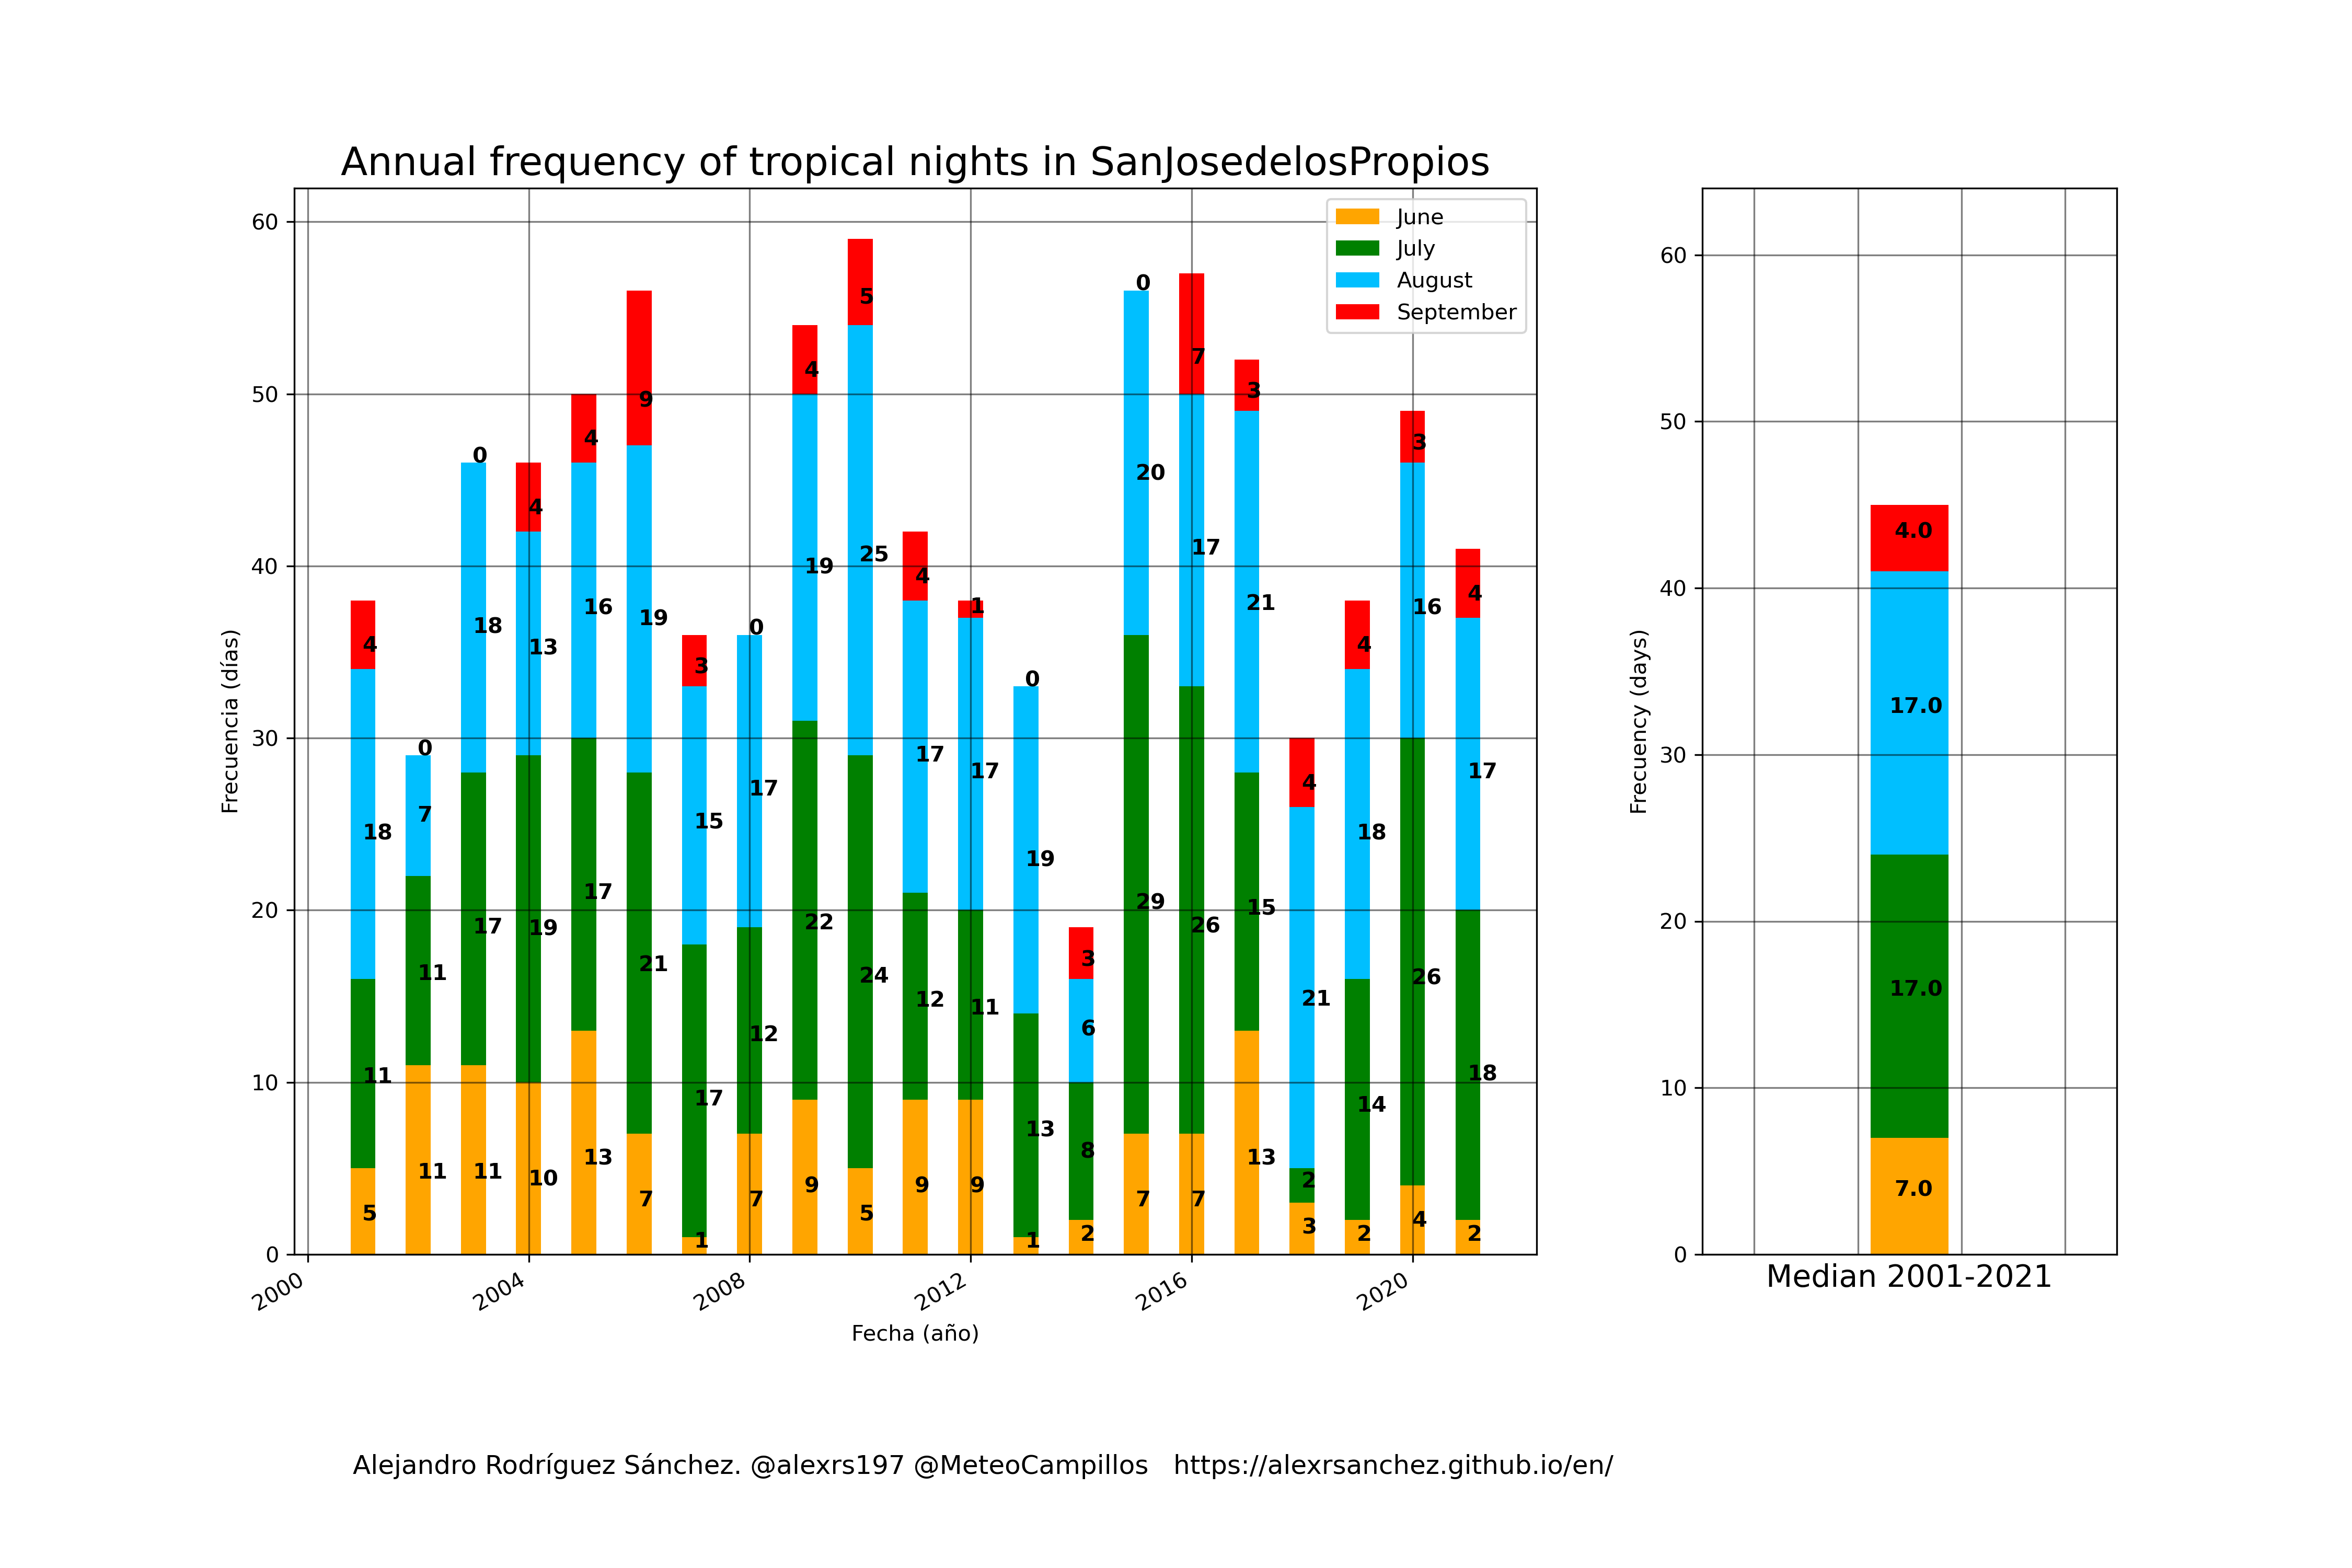 Annual frequency of tropical nights in SanJosedelosPropios
Frecuencia (días)
60
50
40
30
20
10
0
June
July
August
September
5 11 18 4
11 11 7 0
11 17 18 0
10 19 13 4
13 17 16 4
7 21 19 9
1 17 15 3
7 12 17 0
9 22 19 4
5 24 25 5
9 12 17 4
9 11 17 1
1 13 19 0
2 8 6 3
7 29 20 0
7 26 17 7
13 15 21 3
3 2 21 4
2 14 18 4
4 26 16 3
2 18 17 4
2000 2004 2008 2012 2016 2020
Fecha (año)
Frecuency (days)
60
50
40
30
20
10
0
4.0
17.0
17.0
7.0
Median 2001-2021
Alejandro Rodríguez Sánchez. @alexrs197 @MeteoCampillos https://alexrsanchez.github.io/en/